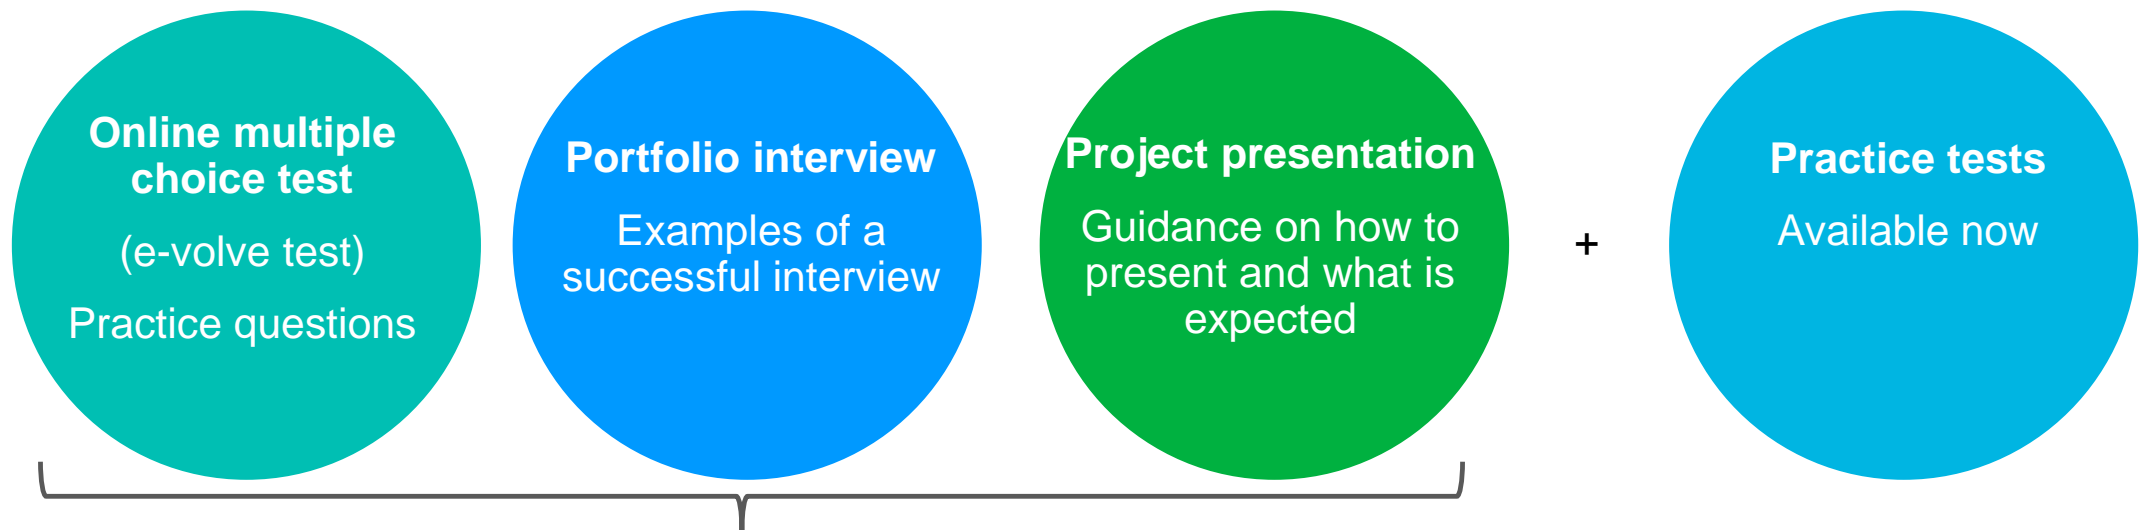 Online multiple
choice test
(e-volve test)
Practice questions
Portfolio interview
Examples of a
successful interview
Project presentation
Guidance on how to
present and what is
expected
+
Practice tests
Available now